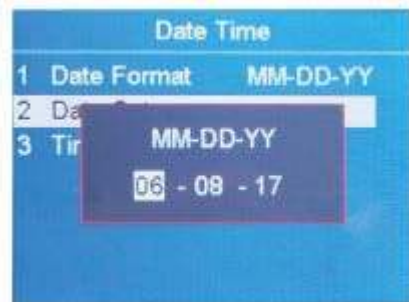 Date Time
1 Date Format MM-DD-YY
2 Da
3 Tir
MM-DD-YY
06 - 08 - 17